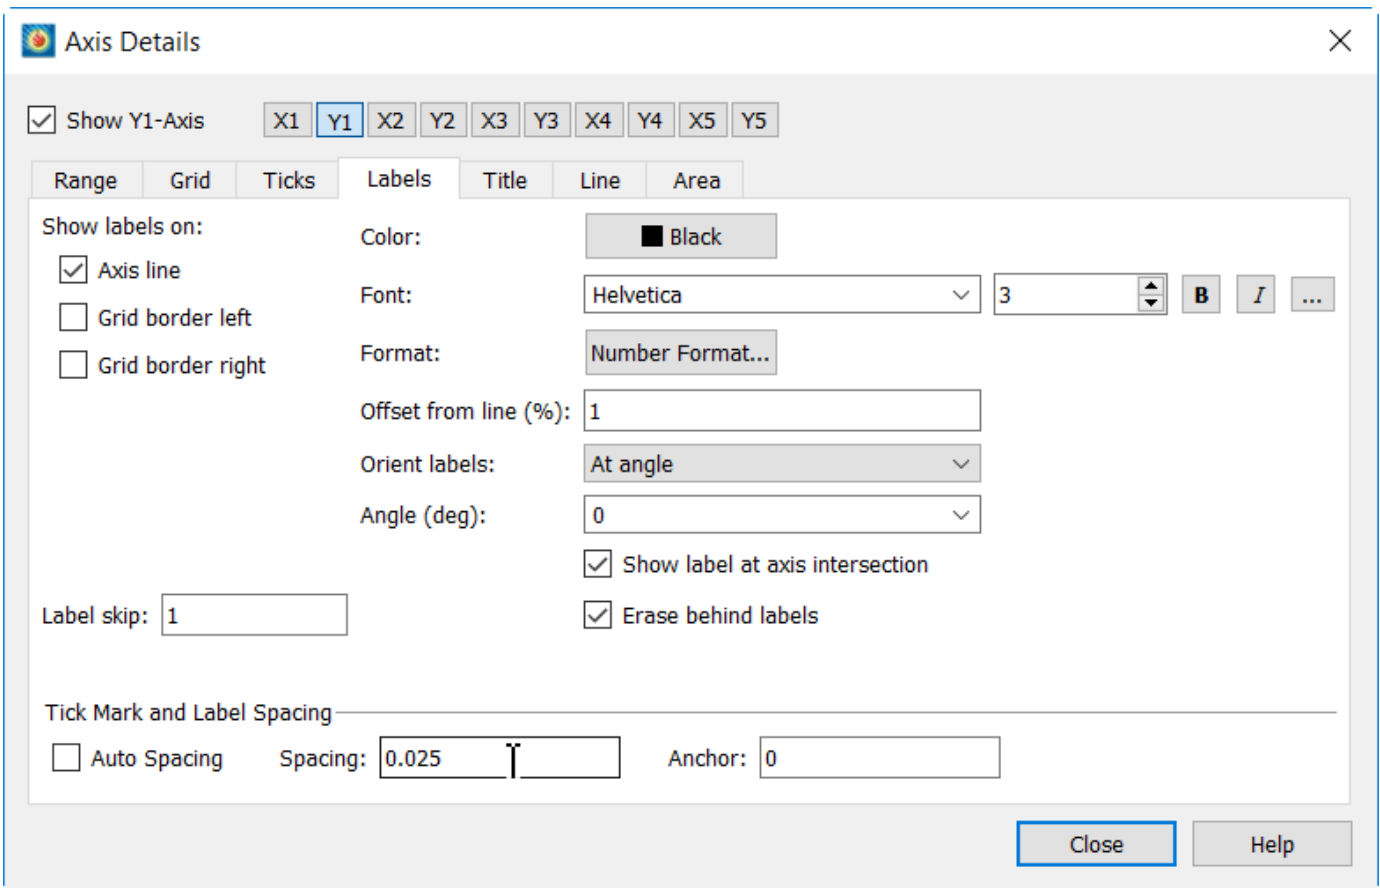 Axis Details
Show Y1-Axis X1 Y1 X2 Y2 X3 Y3 X4 Y4 X5 Y5
Range Grid Ticks Labels Title Line Area
Show labels on:
Axis line
Grid border left
Grid border right
Color: Black
Font: Helvetica 3 B I ...
Format: Number Format...
Offset from line (%): 1
Orient labels: At angle
Angle (deg): 0
Show label at axis intersection
Label skip: 1
Erase behind labels
Tick Mark and Label Spacing
Auto Spacing Spacing: 0.025 Anchor: 0
Close Help